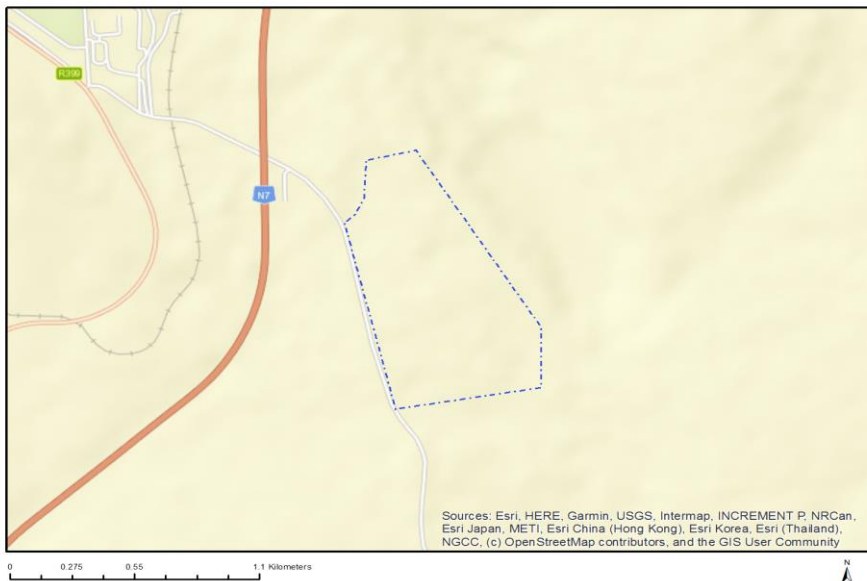 R399
N7
Sources: Esri, HERE, Garmin, USGS, Intermap, INCREMENT P, NRCan,
Esri Japan, METI, Esri China (Hong Kong), Esri Korea, Esri (Thailand),
NGCC, (c) OpenStreetMap contributors, and the GIS User Community
0 0.275 0.55 1.1 Kilometers
N